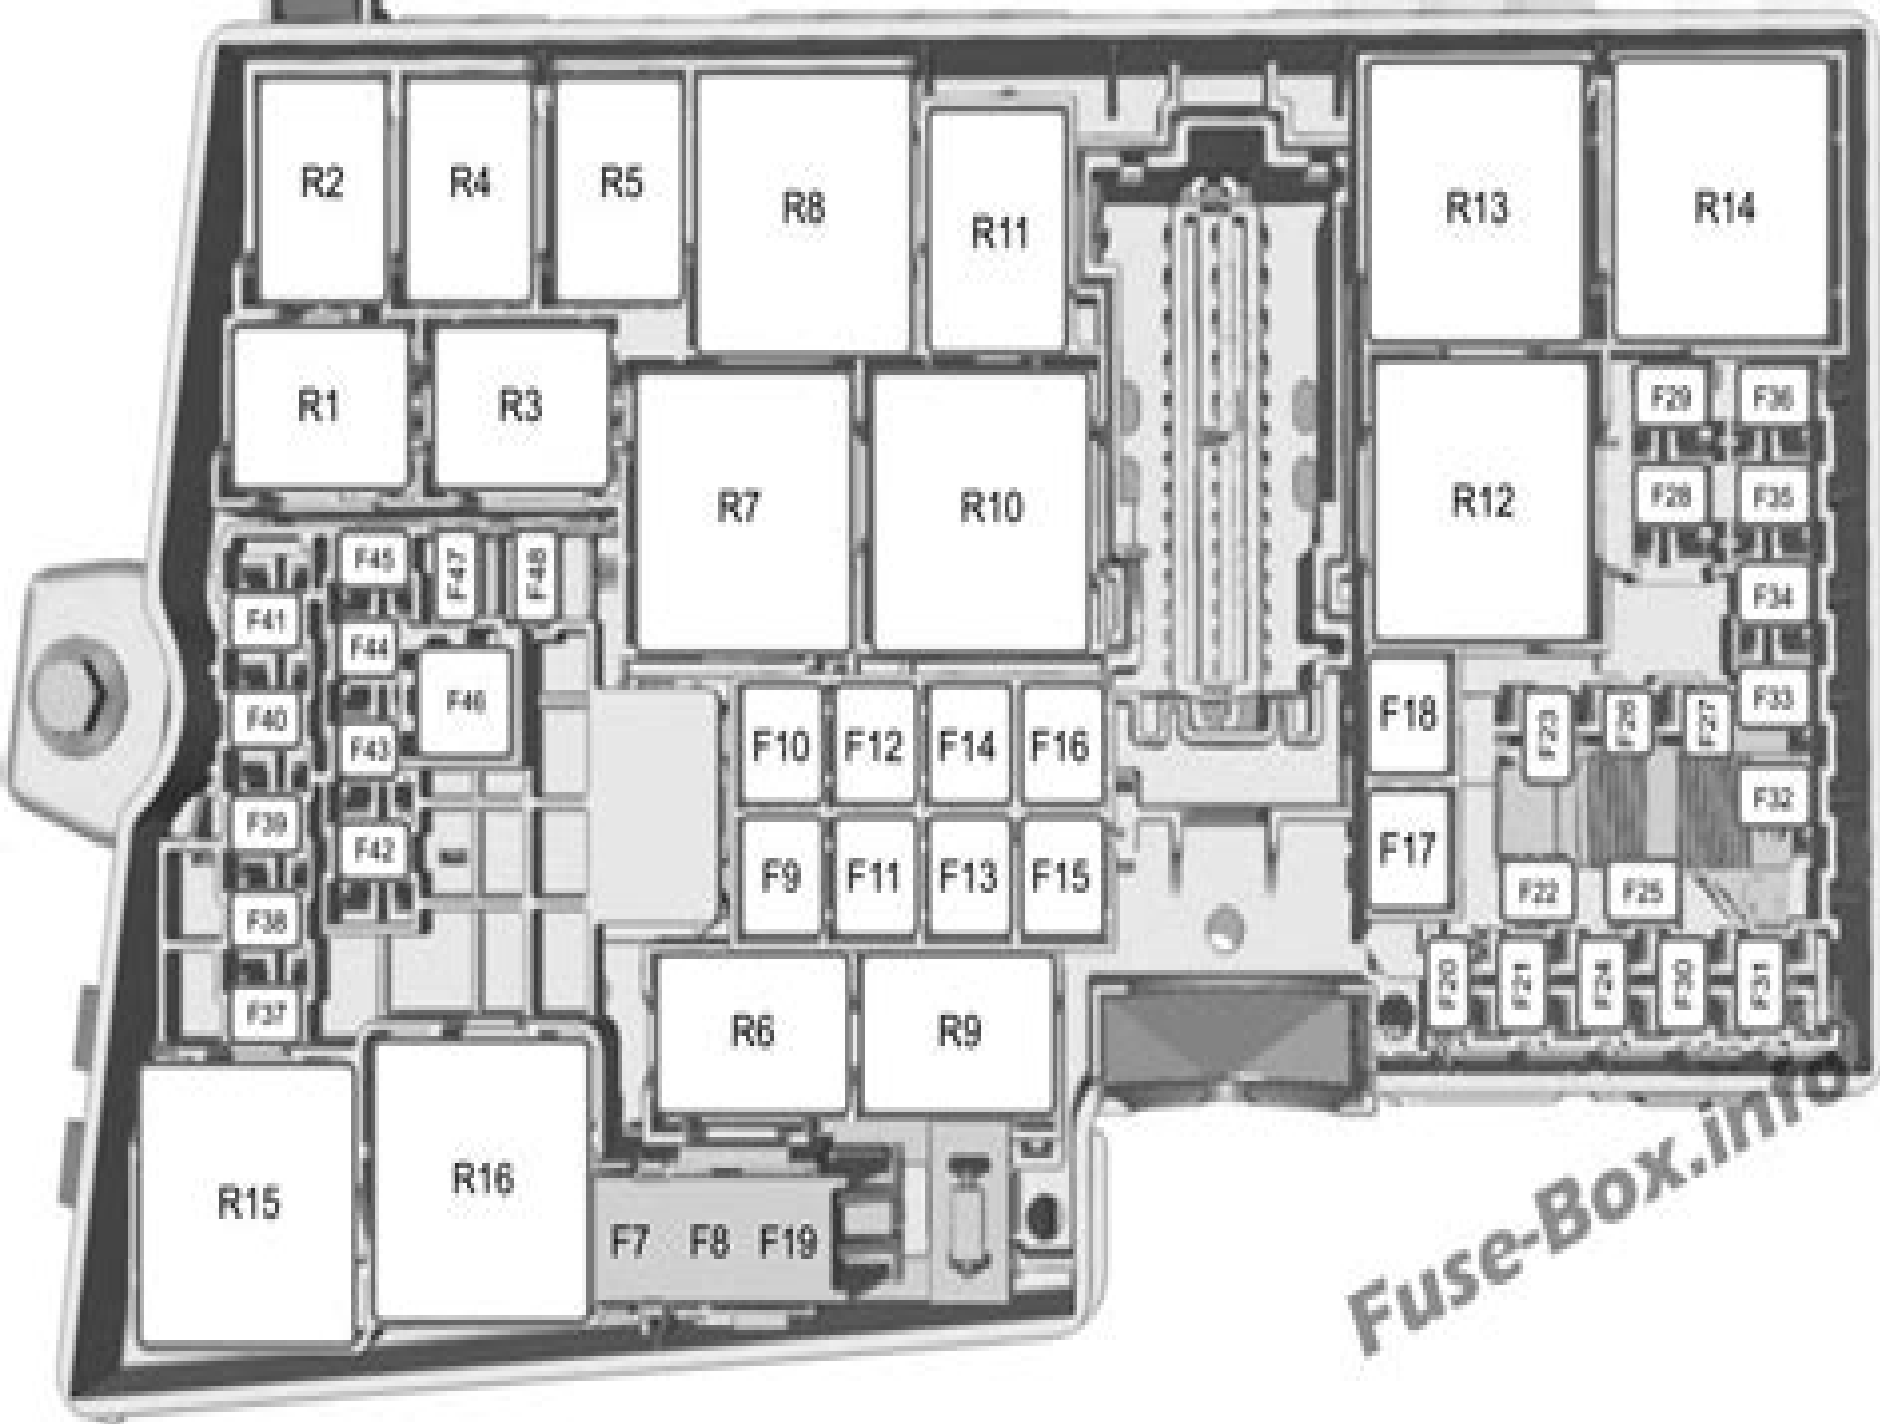 R2 R4 R5 R8 R11 R13 R14
R1 R3 R7 R10 R12 F29 F36
F28 F35
F45 F47 F48 F34
F41 F44
F40 F43 F46 F10 F12 F14 F16 F18 F23 F26 F27 F33
F32
F39 F42 F9 F11 F13 F15 F17 F22 F25
F38
F37 R6 R9 F20 F21 F24 F30 F31
R15 R16 F7 F8 F19
Fuse-Box.info